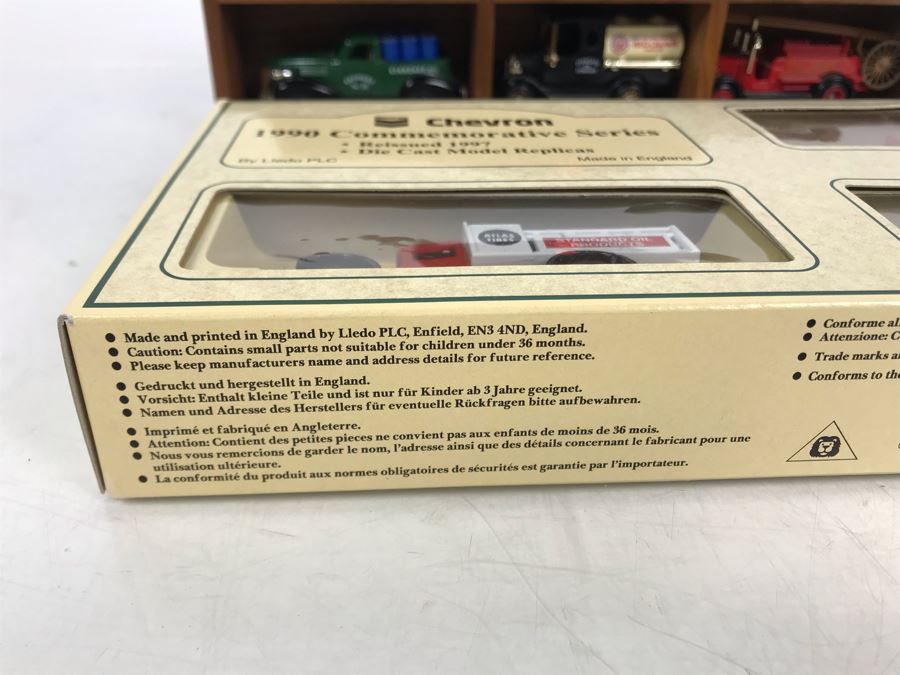 Chevron
1990 Commemorative Series
• Reissued 1997
• Die Cast Model Replicas
By Lledo PLC
Made in England
ATLAS
TIRES
STANDARD OIL
PRODUCTS
• Made and printed in England by Lledo PLC, Enfield, EN3 4ND, England.
• Caution: Contains small parts not suitable for children under 36 months.
• Please keep manufacturers name and address details for future reference.
• Gedruckt und hergestellt in England.
• Vorsicht: Enthalt kleine Teile und ist nur für Kinder ab 3 Jahre geeignet.
• Namen und Adresse des Herstellers für eventuelle Rückfragen bitte aufbewahren.
• Imprimé et fabriqué en Angleterre.
• Attention: Contient des petites pieces ne convient pas aux enfants de moins de 36 mois.
• Nous vous remercions de garder le nom, l'adresse ainsi que des détails concernant le fabricant pour une
utilisation ultérieure.
• La conformité du produit aux normes obligatoires de sécurités est garantie par l'importateur.
• Conforme
• Attenzione:
• Trade marks
• Conforms to